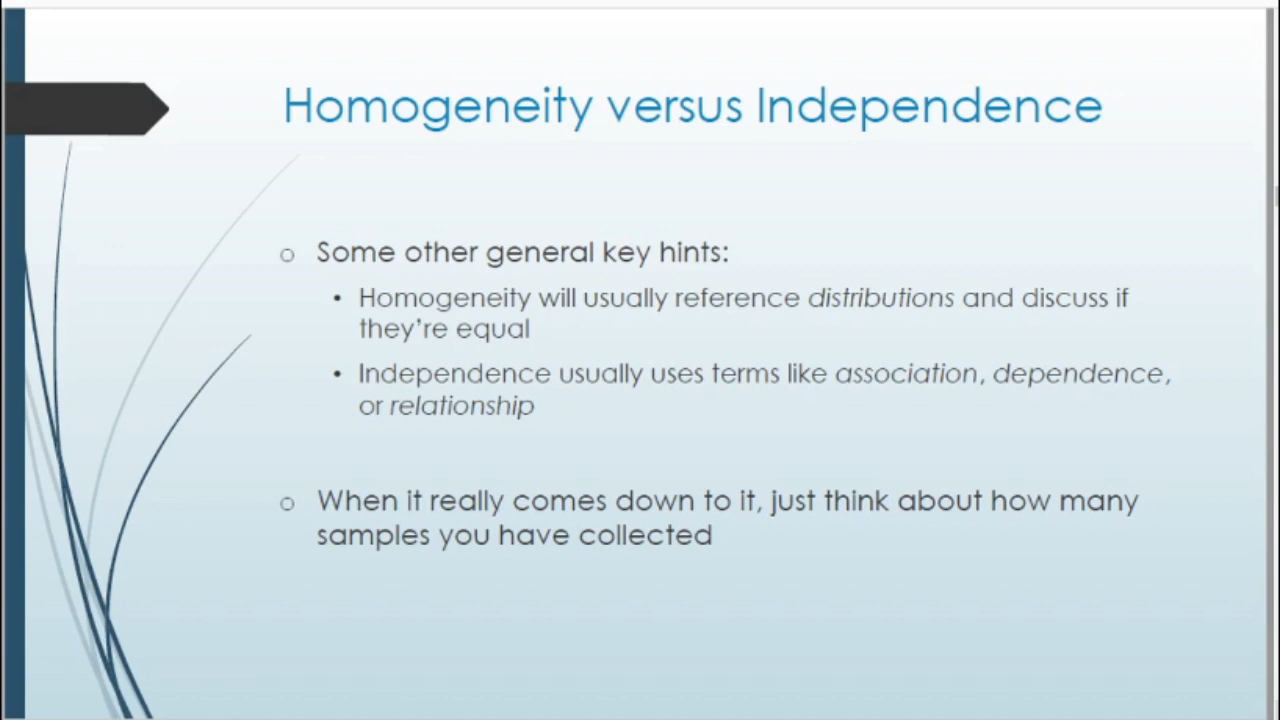 Homogeneity versus Independence
o Some other general key hints:
• Homogeneity will usually reference distributions and discuss if
they're equal
• Independence usually uses terms like association, dependence,
or relationship
o When it really comes down to it, just think about how many
samples you have collected